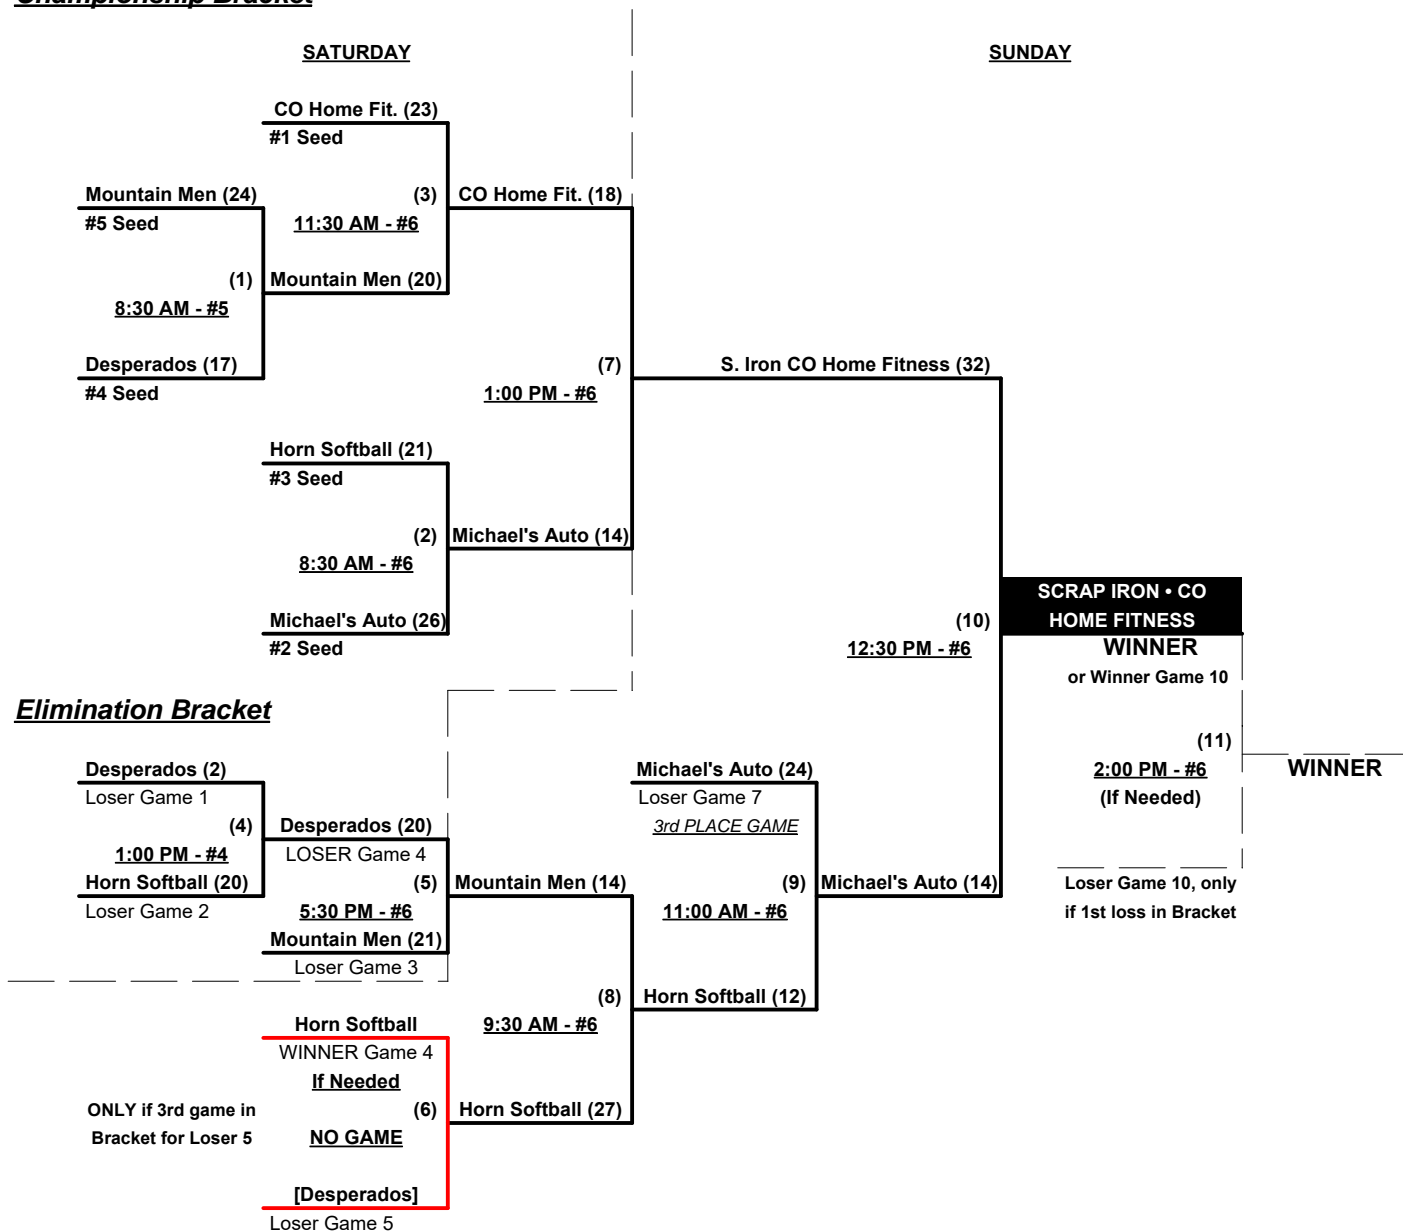 Championship Bracket
SATURDAY
SUNDAY
CO Home Fit. (23)
#1 Seed
Mountain Men (24)
#5 Seed
(3)
11:30 AM - #6
CO Home Fit. (18)
(1)
8:30 AM - #5
Mountain Men (20)
Desperados (17)
#4 Seed
(7)
1:00 PM - #6
S. Iron CO Home Fitness (32)
Horn Softball (21)
#3 Seed
(2)
8:30 AM - #6
Michael's Auto (14)
Michael's Auto (26)
#2 Seed
(10)
12:30 PM - #6
SCRAP IRON • CO
HOME FITNESS
WINNER
or Winner Game 10
Elimination Bracket
(11)
2:00 PM - #6
(If Needed)
WINNER
Desperados (2)
Loser Game 1
(4)
1:00 PM - #4
Horn Softball (20)
Loser Game 2
Desperados (20)
LOSER Game 4
(5)
5:30 PM - #6
Mountain Men (21)
Loser Game 3
Mountain Men (14)
Michael's Auto (24)
Loser Game 7
3rd PLACE GAME
(9)
11:00 AM - #6
Michael's Auto (14)
Loser Game 10, only
if 1st loss in Bracket
(8)
9:30 AM - #6
Horn Softball (12)
Horn Softball
WINNER Game 4
If Needed
ONLY if 3rd game in
Bracket for Loser 5
(6)
NO GAME
Horn Softball (27)
[Desperados]
Loser Game 5